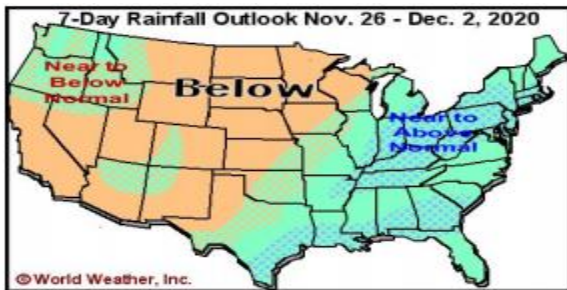 7-Day Rainfall Outlook Nov. 26 - Dec. 2, 2020
Near to
Below
Normal
Below
Near to
Above
Normal
©World Weather, Inc.